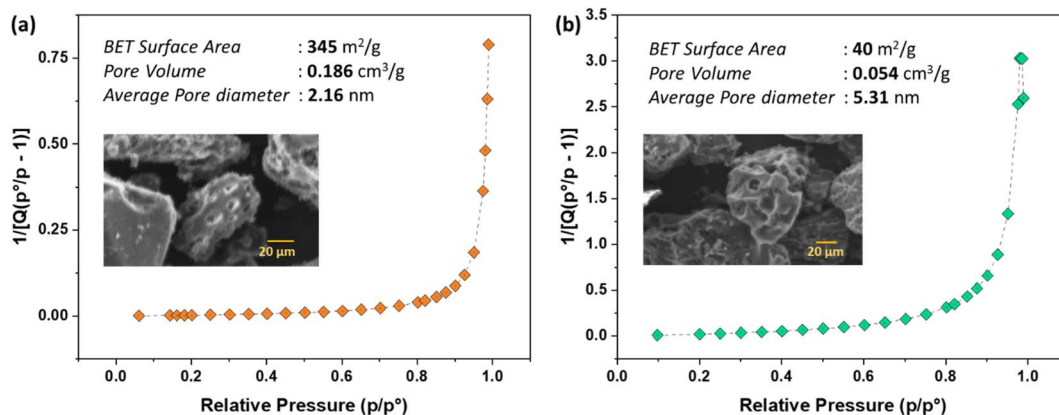 (a)
BET Surface Area : 345 m²/g
Pore Volume : 0.186 cm³/g
Average Pore diameter : 2.16 nm
20 µm
1/[Q(p°/p - 1)]
0.75
0.50
0.25
0.00
0.0 0.2 0.4 0.6 0.8 1.0
Relative Pressure (p/p°)
(b)
BET Surface Area : 40 m²/g
Pore Volume : 0.054 cm³/g
Average Pore diameter : 5.31 nm
20 µm
1/[Q(p°/p - 1)]
3.5
3.0
2.5
2.0
1.5
1.0
0.5
0.0
0.0 0.2 0.4 0.6 0.8 1.0
Relative Pressure (p/p°)